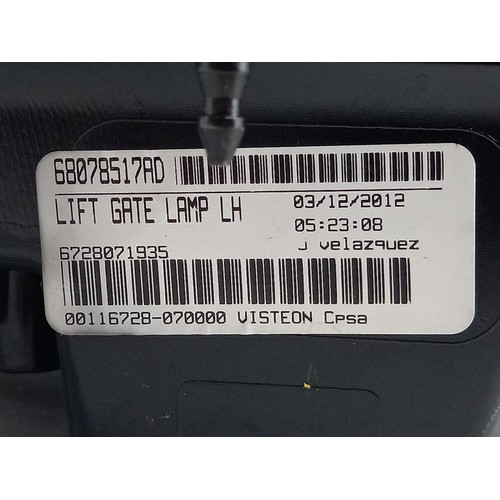 68078517AD
LIFT GATE LAMP LH
03/12/2012
05:23:08
J velazquez
6728071935
00116728-070000 VISTEON Cpsa